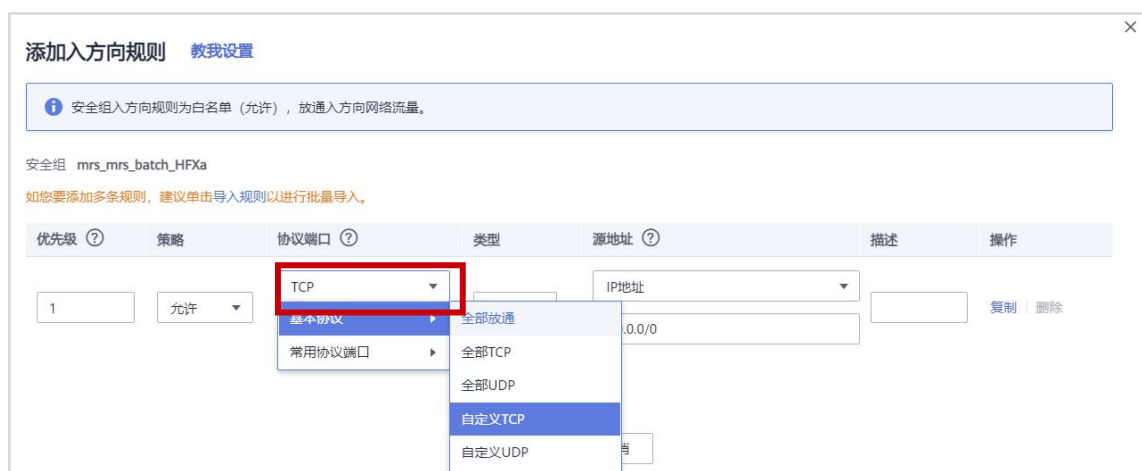 添加入方向规则 教我设置
安全组入方向规则为白名单（允许），放通入方向网络流量。
安全组 mrs_mrs_batch_HFXa
如您要添加多条规则，建议单击导入规则以进行批量导入。
优先级 策略 协议端口 类型 源地址 描述 操作
TCP IP地址
1 允许 复制 删除
基本协议 全部放通 .0.0/0
常用协议端口 全部TCP
全部UDP
自定义TCP
自定义UDP